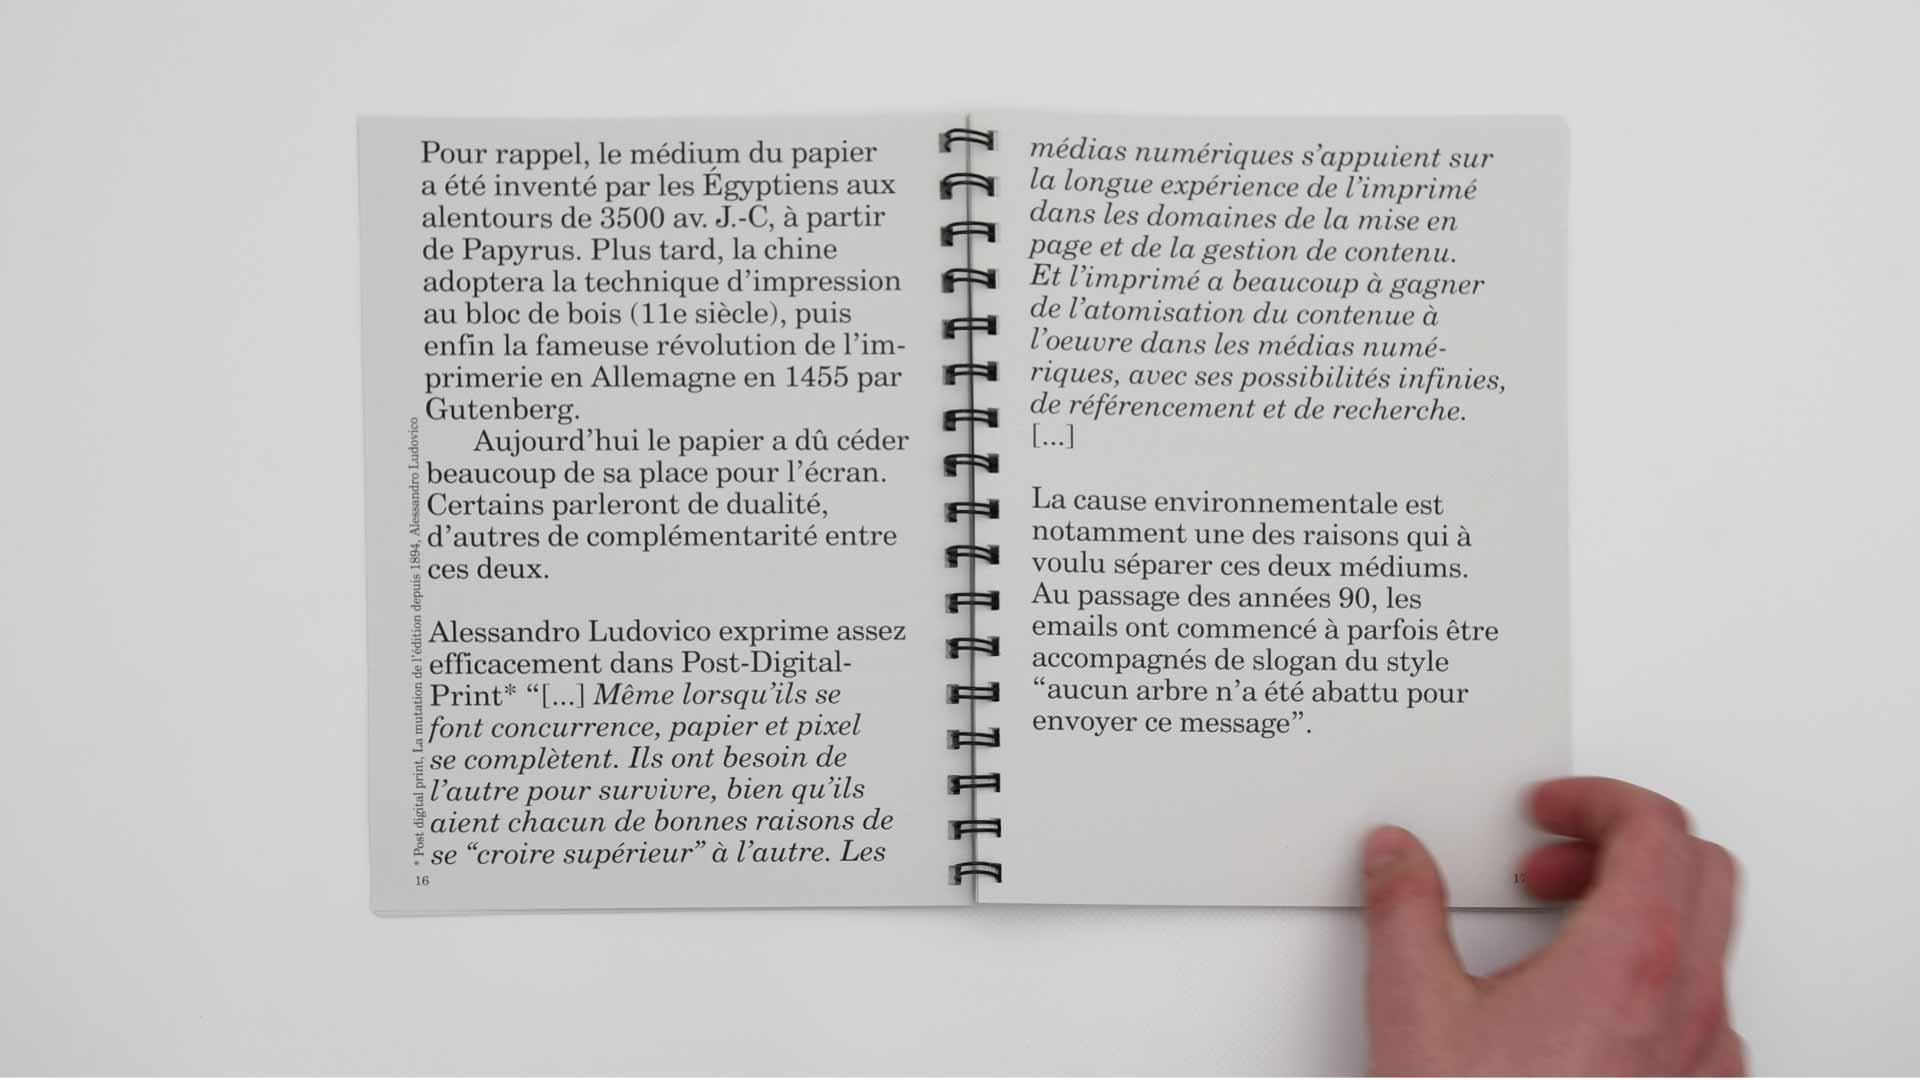 Pour rappel, le médium du papier
a été inventé par les Égyptiens aux
alentours de 3500 av. J.-C, à partir
de Papyrus. Plus tard, la chine
adoptera la technique d’impression
au bloc de bois (11e siècle), puis
enfin la fameuse révolution de l’im-
primerie en Allemagne en 1455 par
Gutenberg.
Aujourd’hui le papier a dû céder
beaucoup de sa place pour l’écran.
Certains parleront de dualité,
d’autres de complémentarité entre
ces deux.
Alessandro Ludovico exprime assez
efficacement dans Post-Digital-
Print* “[...] Même lorsqu’ils se
font concurrence, papier et pixel
se complètent. Ils ont besoin de
l’autre pour survivre, bien qu’ils
aient chacun de bonnes raisons de
se “croire supérieur” à l’autre. Les
* Post digital print, La mutation de l’édition depuis 1894, Alessandro Ludovico
16
médias numériques s’appuient sur
la longue expérience de l’imprimé
dans les domaines de la mise en
page et de la gestion de contenu.
Et l’imprimé a beaucoup à gagner
de l’atomisation du contenue à
l’oeuvre dans les médias numé-
riques, avec ses possibilités infinies,
de référencement et de recherche.
[...]
La cause environnementale est
notamment une des raisons qui à
voulu séparer ces deux médiums.
Au passage des années 90, les
emails ont commencé à parfois être
accompagnés de slogan du style
“aucun arbre n’a été abattu pour
envoyer ce message”.
17